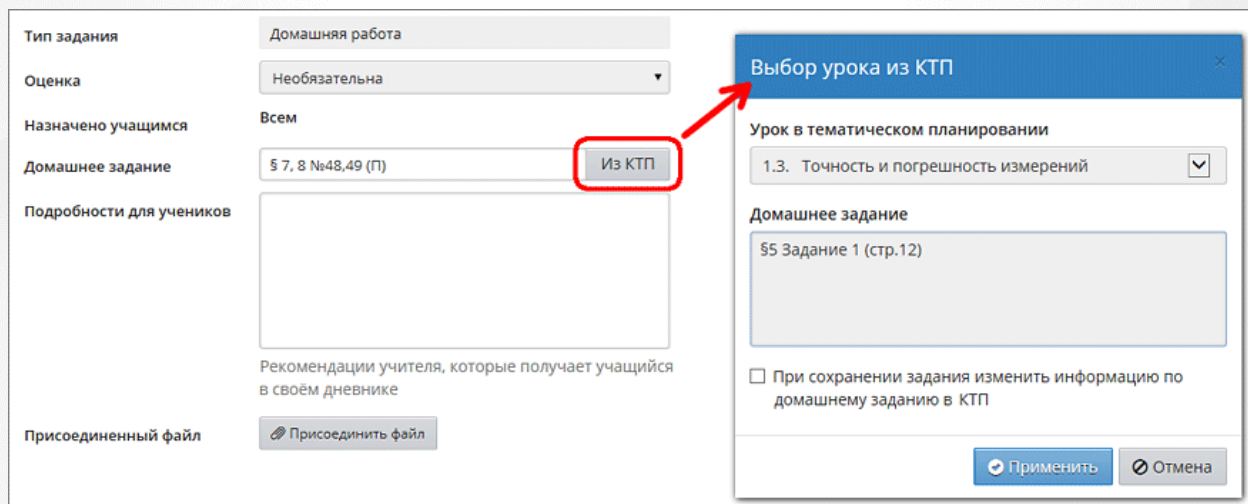 Тип задания
Домашняя работа
Оценка
Необязательна
Назначено учащимся
Всем
Домашнее задание
§ 7, 8 №48,49 (П)
Из КТП
Подробности для учеников
Рекомендации учителя, которые получает учащийся
в своём дневнике
Присоединенный файл
Присоединить файл
Выбор урока из КТП
Урок в тематическом планировании
1.3. Точность и погрешность измерений
Домашнее задание
§5 Задание 1 (стр.12)
При сохранении задания изменить информацию по
домашнему заданию в КТП
Применить
Отмена